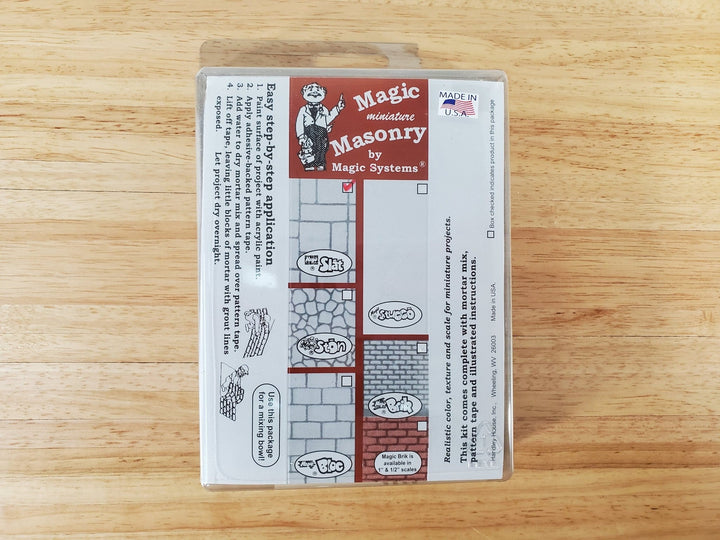 Magic
miniature
Masonry
by
Magic Systems®
MADE IN
U.S.A
Easy step-by-step application
1. Paint surface of project with acrylic paint.
2. Apply adhesive-backed pattern tape.
3. Add water to dry mortar mix and spread over pattern tape.
4. Lift off tape, leaving little blocks of mortar with grout lines
exposed. Let project dry overnight.
Use this package
for a mixing bowl!
Slat ®
Stucco
Ston ®
Brik ®
Bloc ®
Magic Brik is
available in
1" & 1/2" scales
Realistic color, texture and scale for miniature projects.
This kit comes complete with mortar mix,
pattern tape and illustrated instructions.
Handley House, Inc., Wheeling, WV 26003 Made in USA
Box checked indicates product in this package